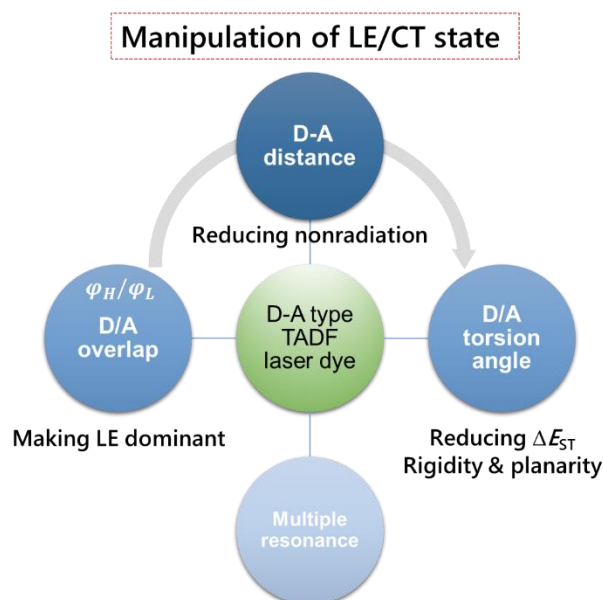 Manipulation of LE/CT state
D-A
distance
Reducing nonradiation
φH/φL
D/A
overlap
D-A type
TADF
laser dye
D/A
torsion
angle
Making LE dominant
Reducing ΔEST
Rigidity & planarity
Multiple
resonance